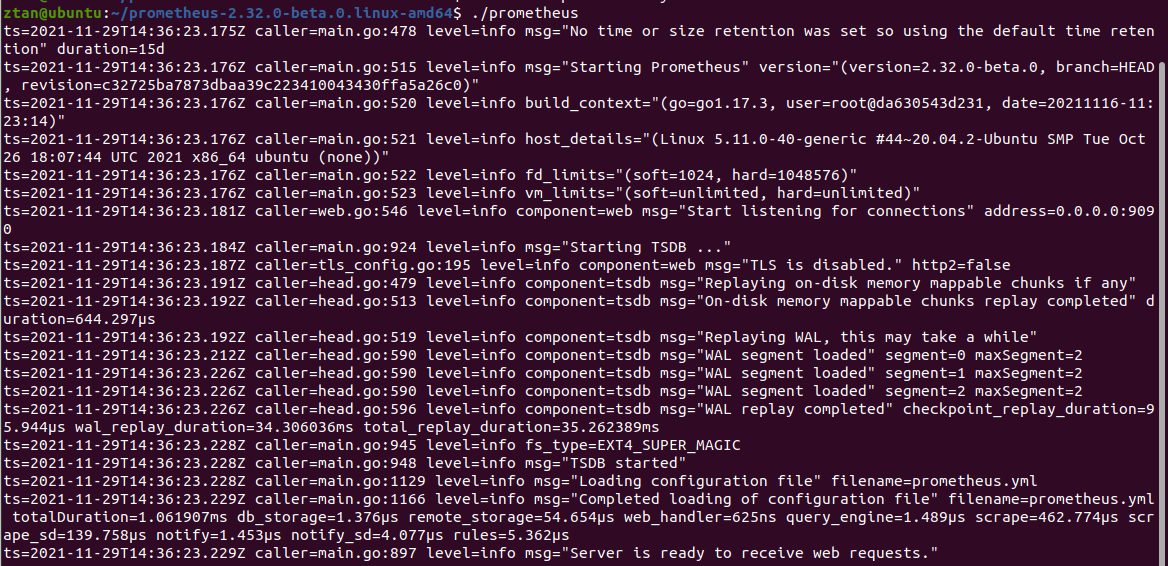 ztan@ubuntu:~/prometheus-2.32.0-beta.0.linux-amd64$ ./prometheus
ts=2021-11-29T14:36:23.175Z caller=main.go:478 level=info msg="No time or size retention was set so using the default time reten
tion" duration=15d
ts=2021-11-29T14:36:23.176Z caller=main.go:515 level=info msg="Starting Prometheus" version="(version=2.32.0-beta.0, branch=HEAD
, revision=c32725ba7873dbaa39c223410043430ffa5a26c0)"
ts=2021-11-29T14:36:23.176Z caller=main.go:520 level=info build_context="(go=go1.17.3, user=root@da630543d231, date=20211116-11:
23:14)"
ts=2021-11-29T14:36:23.176Z caller=main.go:521 level=info host_details="(Linux 5.11.0-40-generic #44~20.04.2-Ubuntu SMP Tue Oct
26 18:07:44 UTC 2021 x86_64 ubuntu (none))"
ts=2021-11-29T14:36:23.176Z caller=main.go:522 level=info fd_limits="(soft=1024, hard=1048576)"
ts=2021-11-29T14:36:23.176Z caller=main.go:523 level=info vm_limits="(soft=unlimited, hard=unlimited)"
ts=2021-11-29T14:36:23.181Z caller=web.go:546 level=info component=web msg="Start listening for connections" address=0.0.0.0:909
0
ts=2021-11-29T14:36:23.184Z caller=main.go:924 level=info msg="Starting TSDB ..."
ts=2021-11-29T14:36:23.187Z caller=tls_config.go:195 level=info component=web msg="TLS is disabled." http2=false
ts=2021-11-29T14:36:23.191Z caller=head.go:479 level=info component=tsdb msg="Replaying on-disk memory mappable chunks if any"
ts=2021-11-29T14:36:23.192Z caller=head.go:513 level=info component=tsdb msg="On-disk memory mappable chunks replay completed" d
uration=644.297µs
ts=2021-11-29T14:36:23.192Z caller=head.go:519 level=info component=tsdb msg="Replaying WAL, this may take a while"
ts=2021-11-29T14:36:23.212Z caller=head.go:590 level=info component=tsdb msg="WAL segment loaded" segment=0 maxSegment=2
ts=2021-11-29T14:36:23.226Z caller=head.go:590 level=info component=tsdb msg="WAL segment loaded" segment=1 maxSegment=2
ts=2021-11-29T14:36:23.226Z caller=head.go:590 level=info component=tsdb msg="WAL segment loaded" segment=2 maxSegment=2
ts=2021-11-29T14:36:23.226Z caller=head.go:596 level=info component=tsdb msg="WAL replay completed" checkpoint_replay_duration=9
5.944µs wal_replay_duration=34.306036ms total_replay_duration=35.262389ms
ts=2021-11-29T14:36:23.228Z caller=main.go:945 level=info fs_type=EXT4_SUPER_MAGIC
ts=2021-11-29T14:36:23.228Z caller=main.go:948 level=info msg="TSDB started"
ts=2021-11-29T14:36:23.228Z caller=main.go:1129 level=info msg="Loading configuration file" filename=prometheus.yml
ts=2021-11-29T14:36:23.229Z caller=main.go:1166 level=info msg="Completed loading of configuration file" filename=prometheus.yml
totalDuration=1.061907ms db_storage=1.376µs remote_storage=54.654µs web_handler=625ns query_engine=1.489µs scrape=462.774µs scr
ape_sd=139.758µs notify=1.453µs notify_sd=4.077µs rules=5.362µs
ts=2021-11-29T14:36:23.229Z caller=main.go:897 level=info msg="Server is ready to receive web requests."